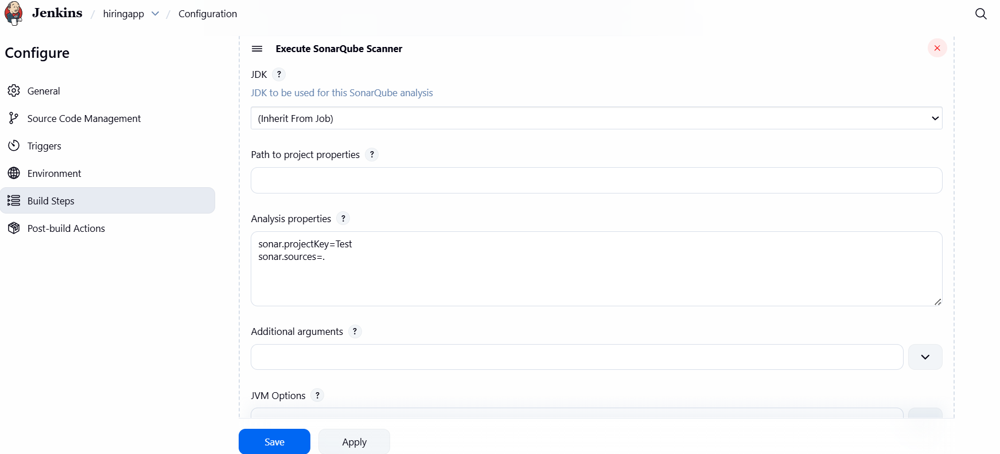 Jenkins / hiringapp / Configuration
Configure
General
Source Code Management
Triggers
Environment
Build Steps
Post-build Actions
Execute SonarQube Scanner
JDK ?
JDK to be used for this SonarQube analysis
(Inherit From Job)
Path to project properties ?
Analysis properties ?
sonar.projectKey=Test
sonar.sources=.
Additional arguments ?
JVM Options ?
Save Apply